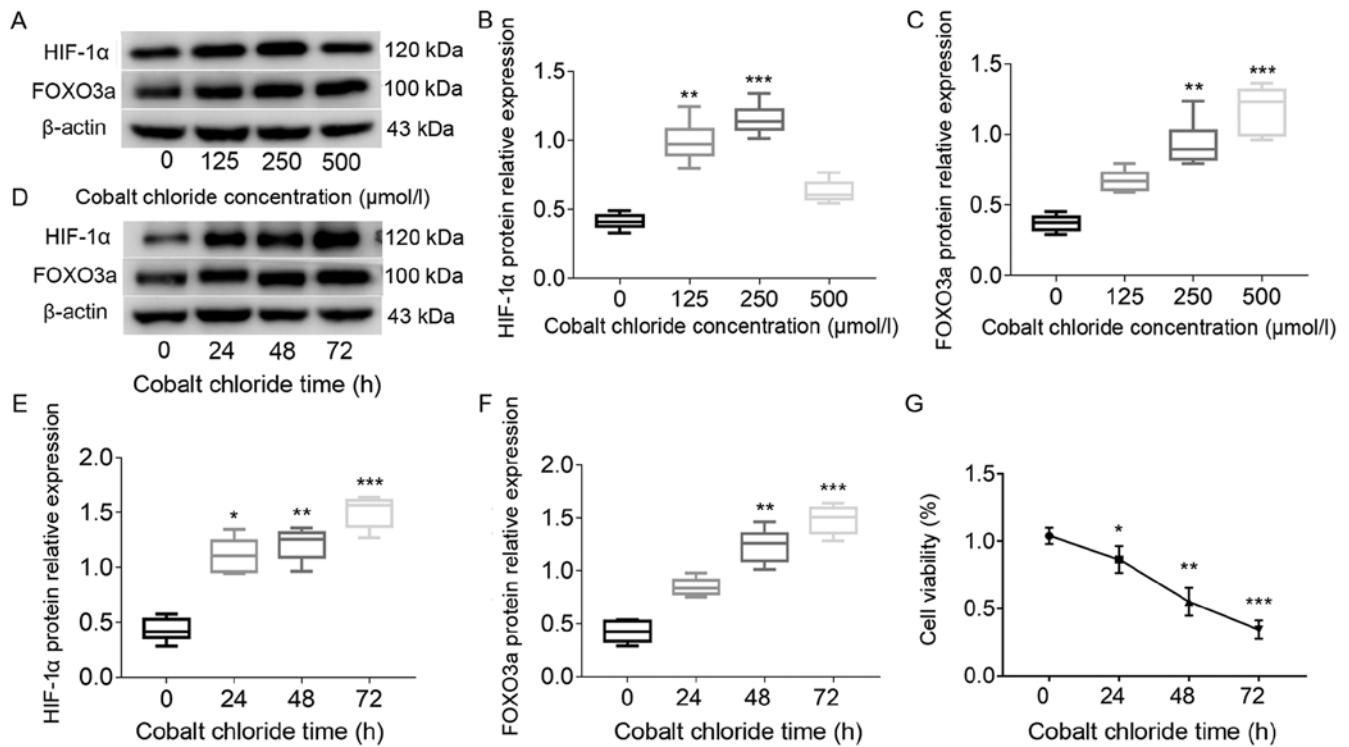 A
HIF-1α
120 kDa
FOXO3a
100 kDa
β-actin
43 kDa
0 125 250 500
Cobalt chloride concentration (μmol/l)
B
HIF-1α protein relative expression
1.5
1.0
0.5
0.0
**
***
0 125 250 500
Cobalt chloride concentration (μmol/l)
C
FOXO3a protein relative expression
1.5
1.0
0.5
0.0
**
***
0 125 250 500
Cobalt chloride concentration (μmol/l)
D
HIF-1α
120 kDa
FOXO3a
100 kDa
β-actin
43 kDa
0 24 48 72
Cobalt chloride time (h)
E
HIF-1α protein relative expression
2.0
1.5
1.0
0.5
0.0
*
**
***
0 24 48 72
Cobalt chloride time (h)
F
FOXO3a protein relative expression
2.0
1.5
1.0
0.5
0.0
**
***
0 24 48 72
Cobalt chloride time (h)
G
Cell viability (%)
1.5
1.0
0.5
0.0
*
**
***
0 24 48 72
Cobalt chloride time (h)